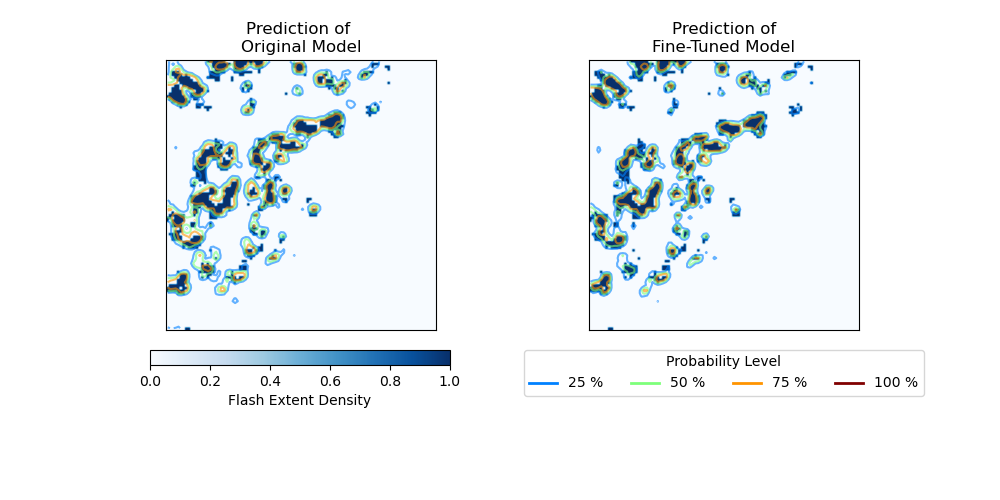 Prediction of
Original Model
Prediction of
Fine-Tuned Model
0.0 0.2 0.4 0.6 0.8 1.0
Flash Extent Density
Probability Level
25 % 50 % 75 % 100 %